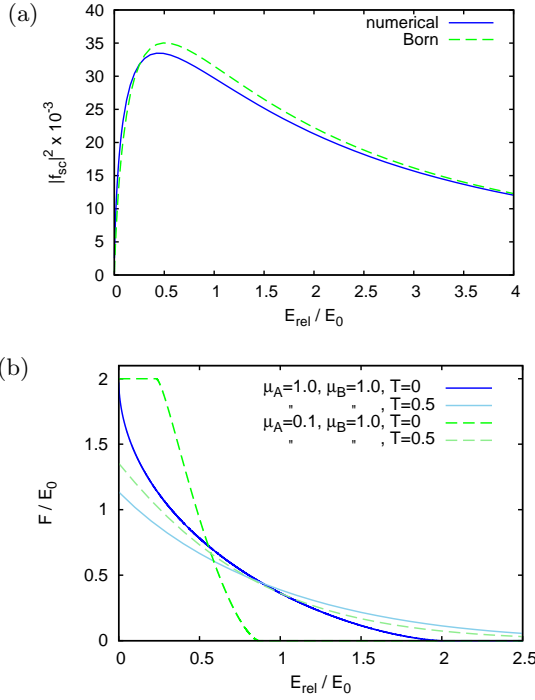 (a)
40
35
30
25
20
15
10
5
0
|f_sc|² x 10⁻³
numerical
Born
0 0.5 1 1.5 2 2.5 3 3.5 4
E_rel / E_0
(b)
2
1.5
1
0.5
0
F / E_0
μ_A=1.0, μ_B=1.0, T=0
" " , T=0.5
μ_A=0.1, μ_B=1.0, T=0
" " , T=0.5
0 0.5 1 1.5 2 2.5
E_rel / E_0